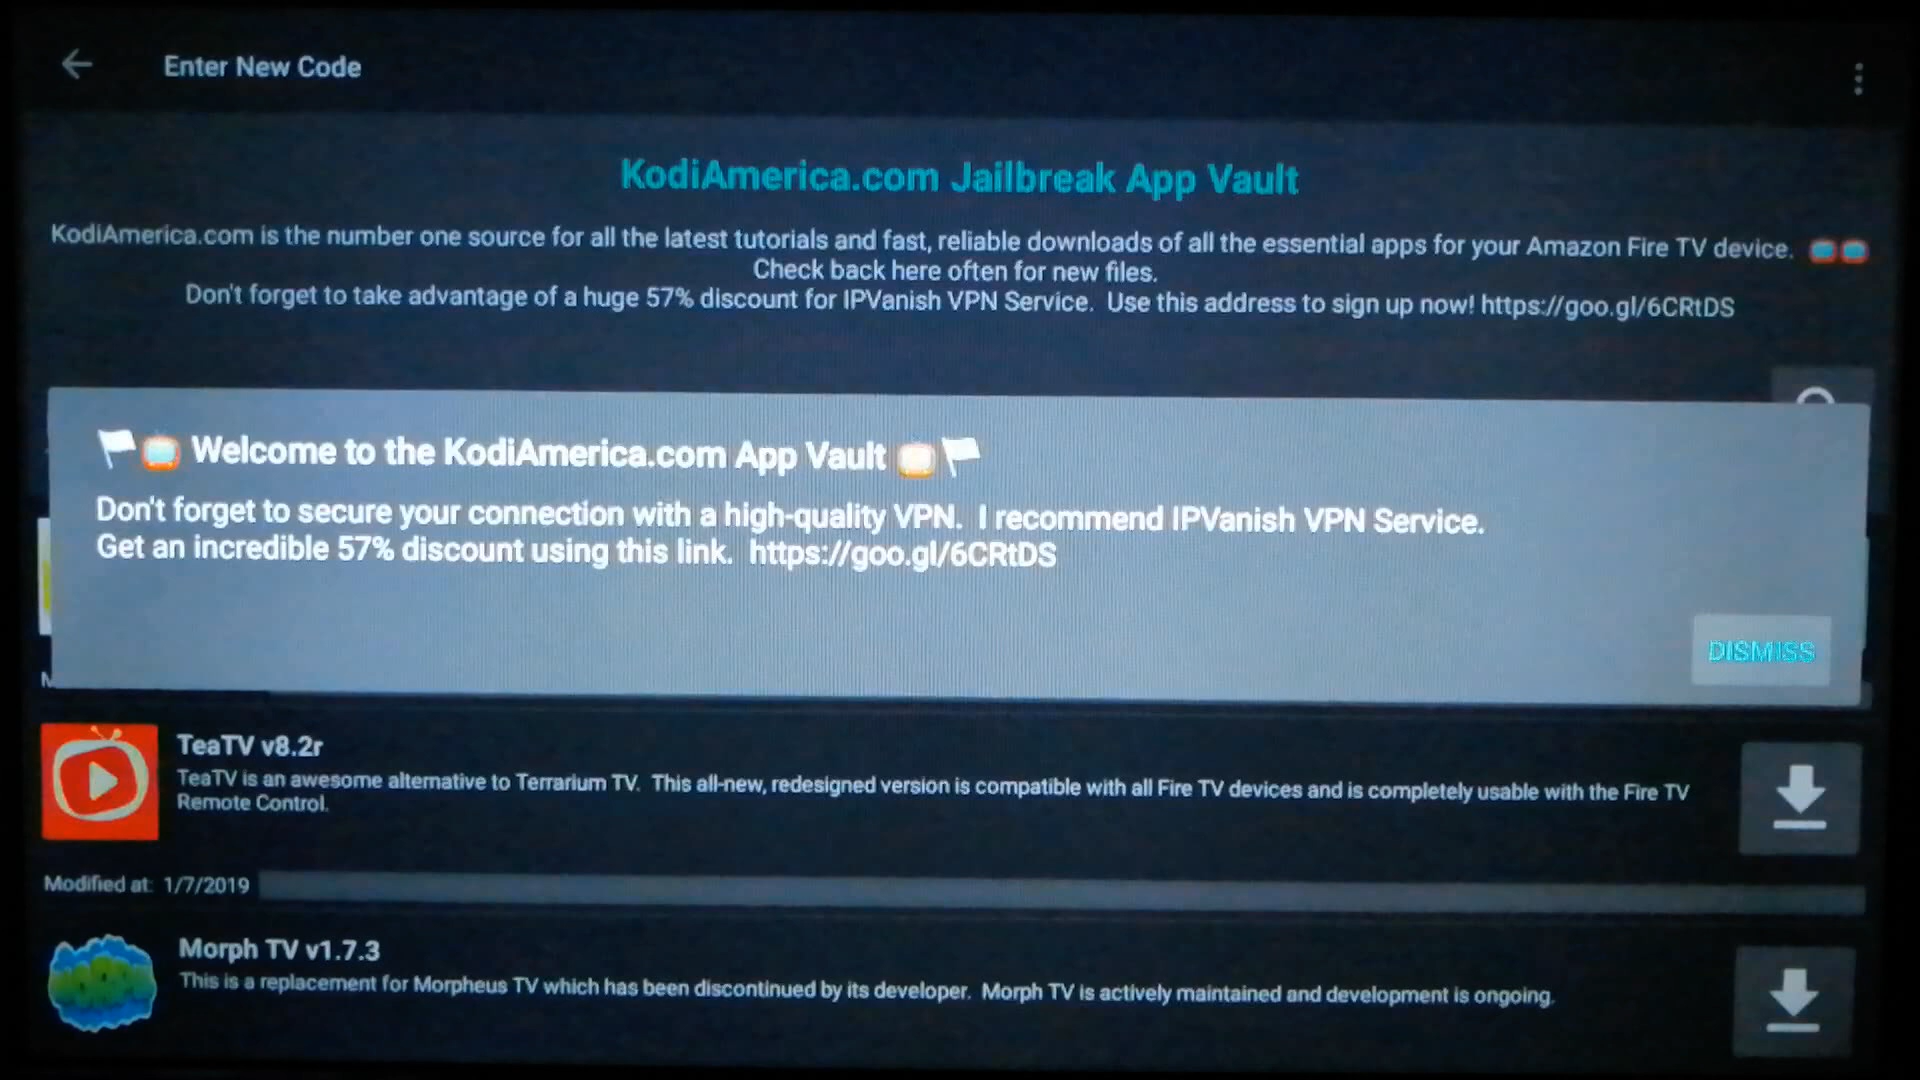 Enter New Code
KodiAmerica.com Jailbreak App Vault
KodiAmerica.com is the number one source for all the latest tutorials and fast, reliable downloads of all the essential apps for your Amazon Fire TV device.
Check back here often for new files.
Don't forget to take advantage of a huge 57% discount for IPVanish VPN Service. Use this address to sign up now! https://goo.gl/6CRtDS
Welcome to the KodiAmerica.com App Vault
Don't forget to secure your connection with a high-quality VPN. I recommend IPVanish VPN Service.
Get an incredible 57% discount using this link. https://goo.gl/6CRtDS
DISMISS
TeaTV v8.2r
TeaTV is an awesome alternative to Terrarium TV. This all-new, redesigned version is compatible with all Fire TV devices and is completely usable with the Fire TV
Remote Control.
Modified at: 1/7/2019
Morph TV v1.7.3
This is a replacement for Morpheus TV which has been discontinued by its developer. Morph TV is actively maintained and development is ongoing.